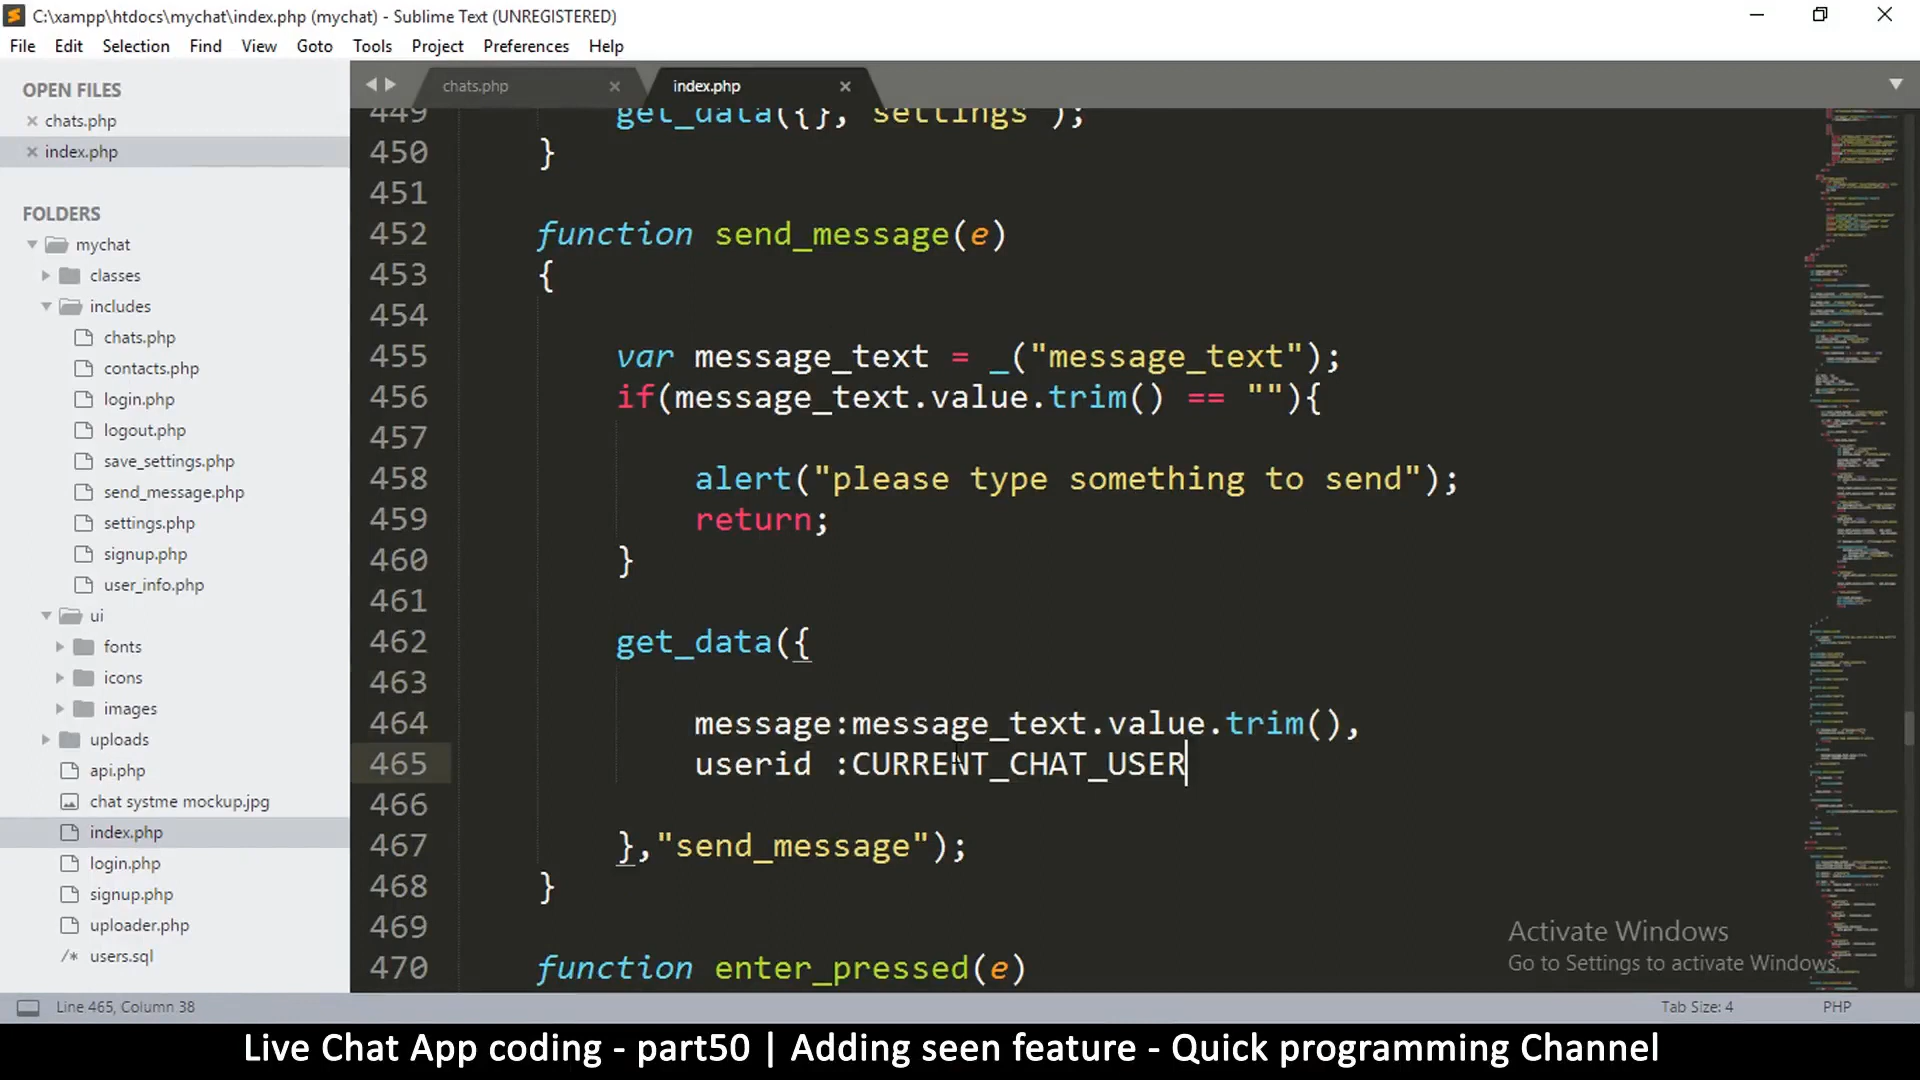 C:\xampp\htdocs\mychat\index.php (mychat) - Sublime Text (UNREGISTERED)
File Edit Selection Find View Goto Tools Project Preferences Help
OPEN FILES
chats.php
index.php
FOLDERS
mychat
classes
includes
chats.php
contacts.php
login.php
logout.php
save_settings.php
send_message.php
settings.php
signup.php
user_info.php
ui
fonts
icons
images
uploads
api.php
chat systme mockup.jpg
index.php
login.php
signup.php
uploader.php
/* users.sql
chats.php index.php
449 get_data({}, "settings");
450 }
451
452 function send_message(e)
453 {
454
455 var message_text = _("message_text");
456 if(message_text.value.trim() == ""){
457
458 alert("please type something to send");
459 return;
460 }
461
462 get_data({
463
464 message:message_text.value.trim(),
465 userid :CURRENT_CHAT_USER
466
467 },"send_message");
468 }
469
470 function enter_pressed(e)
Activate Windows
Go to Settings to activate Windows.
Line 465, Column 38 Tab Size: 4 PHP
Live Chat App coding - part50 | Adding seen feature - Quick programming Channel